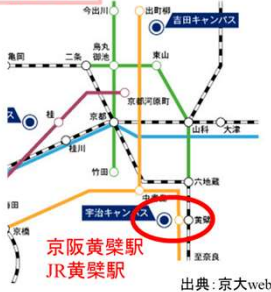 今出川
出町柳
吉田キャンパス
亀岡
二条
烏丸
御池
東山
京都河原町
ス
桂
京都
山科
大津
桂川
竹田
六地蔵
中書島
宇治キャンパス
黄檗
京橋
至奈良
京阪黄檗駅
JR黄檗駅
出典：京大web